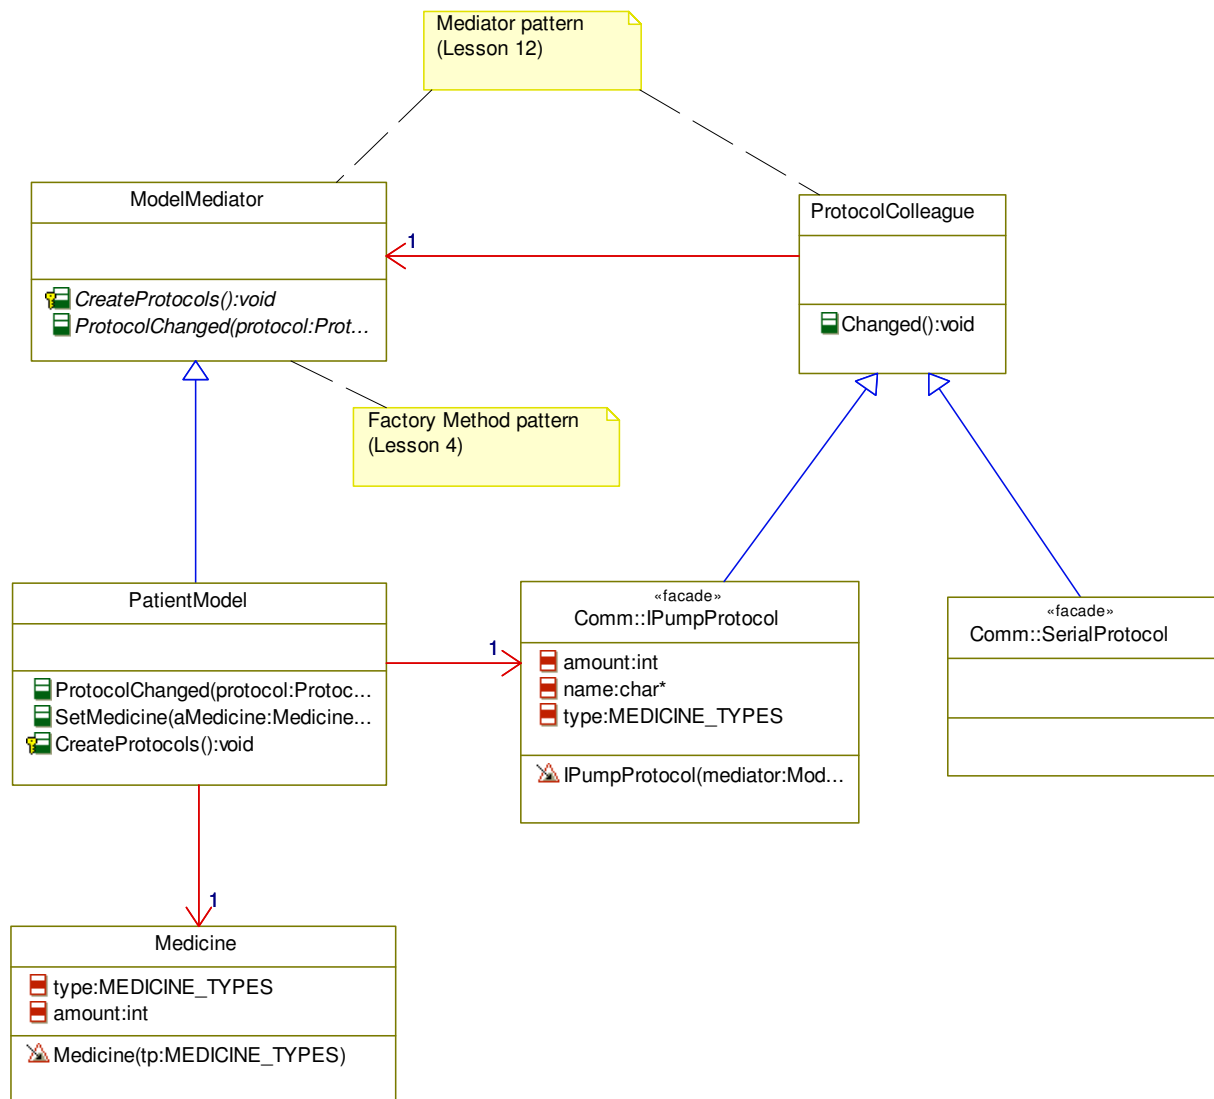 Mediator pattern
(Lesson 12)
ModelMediator
CreateProtocols():void
ProtocolChanged(protocol:Prot...
1
ProtocolColleague
Changed():void
Factory Method pattern
(Lesson 4)
PatientModel
ProtocolChanged(protocol:Protoc...
SetMedicine(aMedicine:Medicine...
CreateProtocols():void
1
«facade»
Comm::IPumpProtocol
amount:int
name:char*
type:MEDICINE_TYPES
IPumpProtocol(mediator:Mod...
«facade»
Comm::SerialProtocol
1
Medicine
type:MEDICINE_TYPES
amount:int
Medicine(tp:MEDICINE_TYPES)